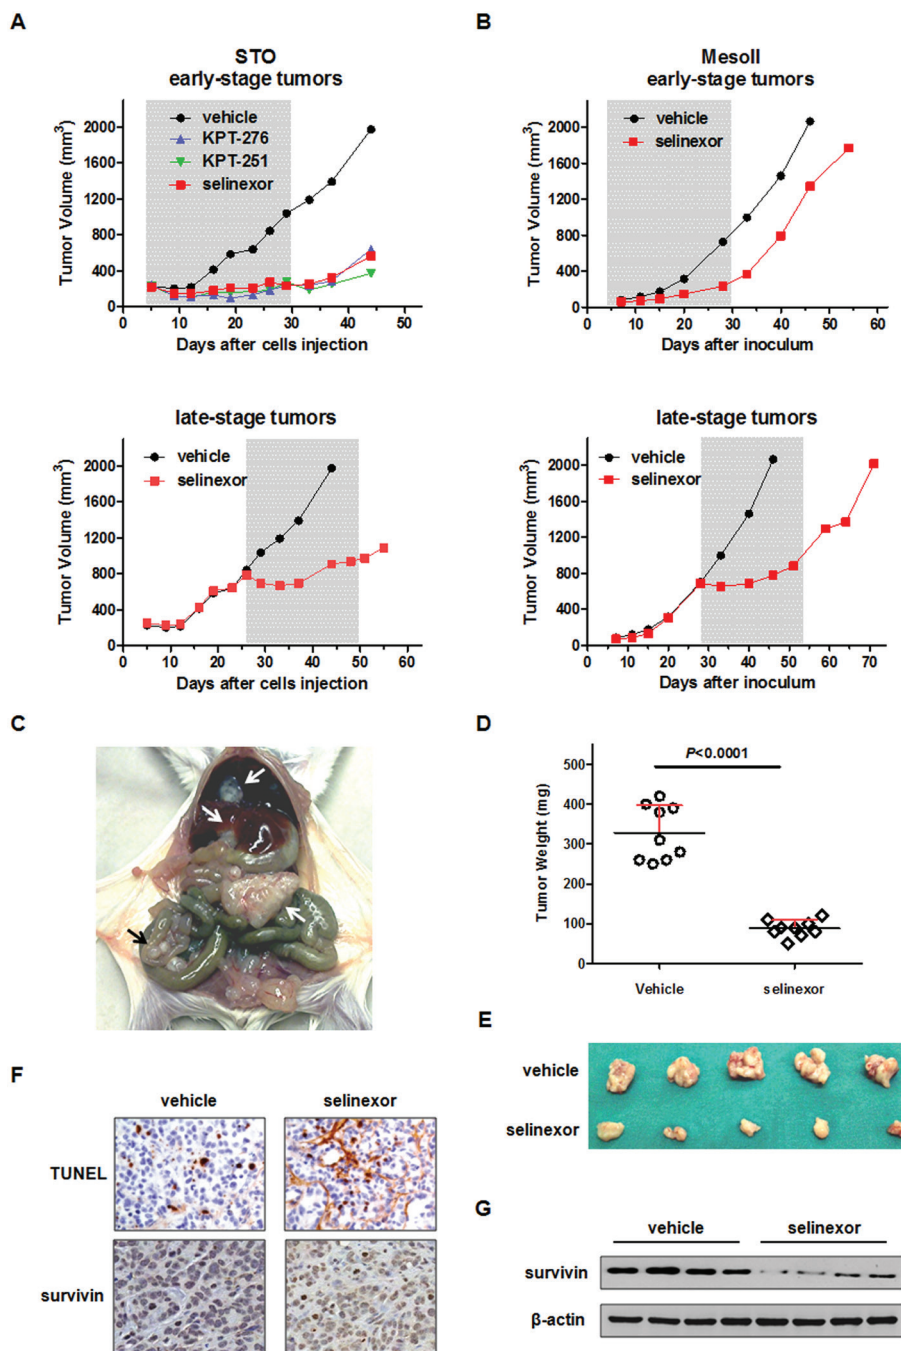 A
STO
early-stage tumors
Tumor Volume (mm³)
2000
1600
1200
800
400
0
vehicle
KPT-276
KPT-251
selinexor
0 10 20 30 40 50
Days after cells injection
B
MesoII
early-stage tumors
Tumor Volume (mm³)
2000
1600
1200
800
400
0
vehicle
selinexor
0 10 20 30 40 50 60
Days after inoculum
late-stage tumors
Tumor Volume (mm³)
2000
1600
1200
800
400
0
vehicle
selinexor
0 10 20 30 40 50 60
Days after cells injection
late-stage tumors
Tumor Volume (mm³)
2000
1600
1200
800
400
0
vehicle
selinexor
0 10 20 30 40 50 60 70
Days after inoculum
C
D
P<0.0001
Tumor Weight (mg)
500
400
300
200
100
0
Vehicle selinexor
E
vehicle
selinexor
F
vehicle selinexor
TUNEL
survivin
G
vehicle selinexor
survivin
β-actin